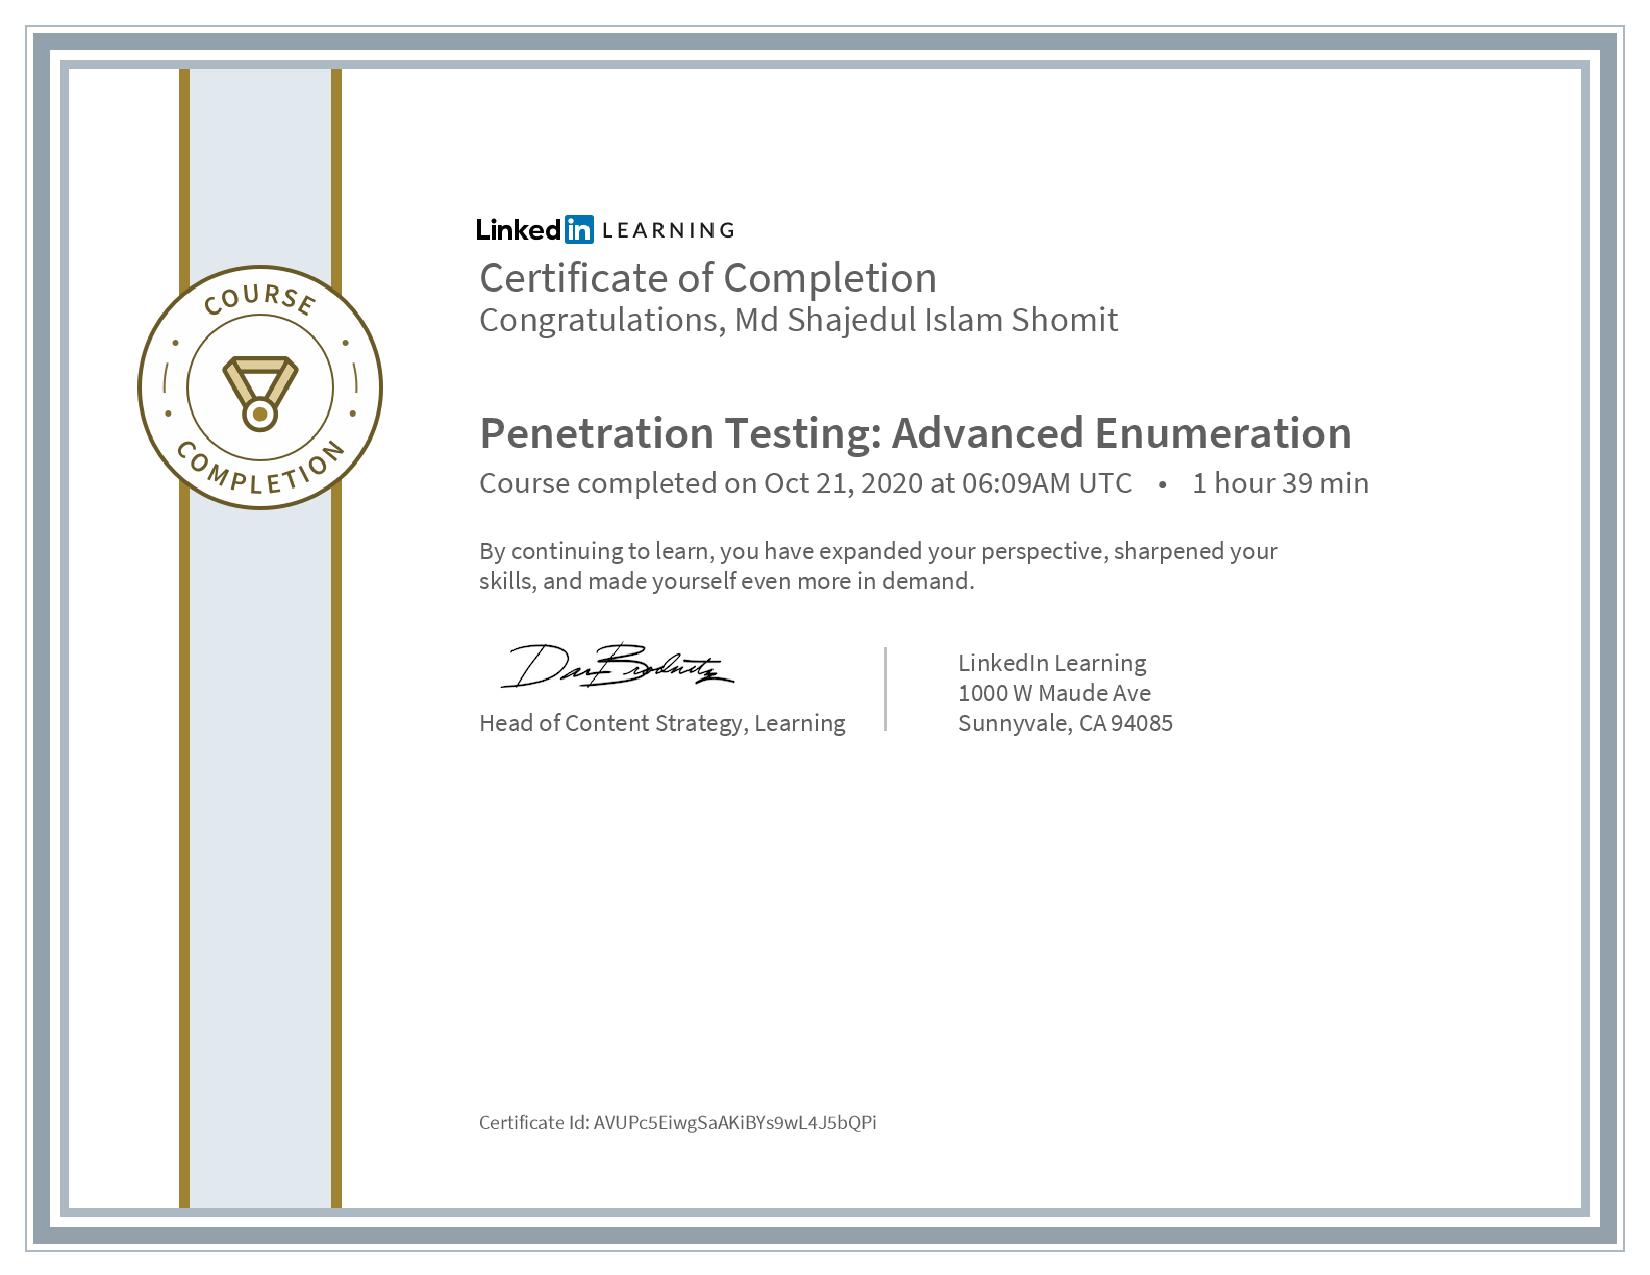 COURSE
COMPLETION
Linked in LEARNING
Certificate of Completion
Congratulations, Md Shajedul Islam Shomit
Penetration Testing: Advanced Enumeration
Course completed on Oct 21, 2020 at 06:09AM UTC • 1 hour 39 min
By continuing to learn, you have expanded your perspective, sharpened your
skills, and made yourself even more in demand.
Dan Brodnitz
Head of Content Strategy, Learning
LinkedIn Learning
1000 W Maude Ave
Sunnyvale, CA 94085
Certificate Id: AVUPc5EiwgSaAKiBYs9wL4J5bQPi